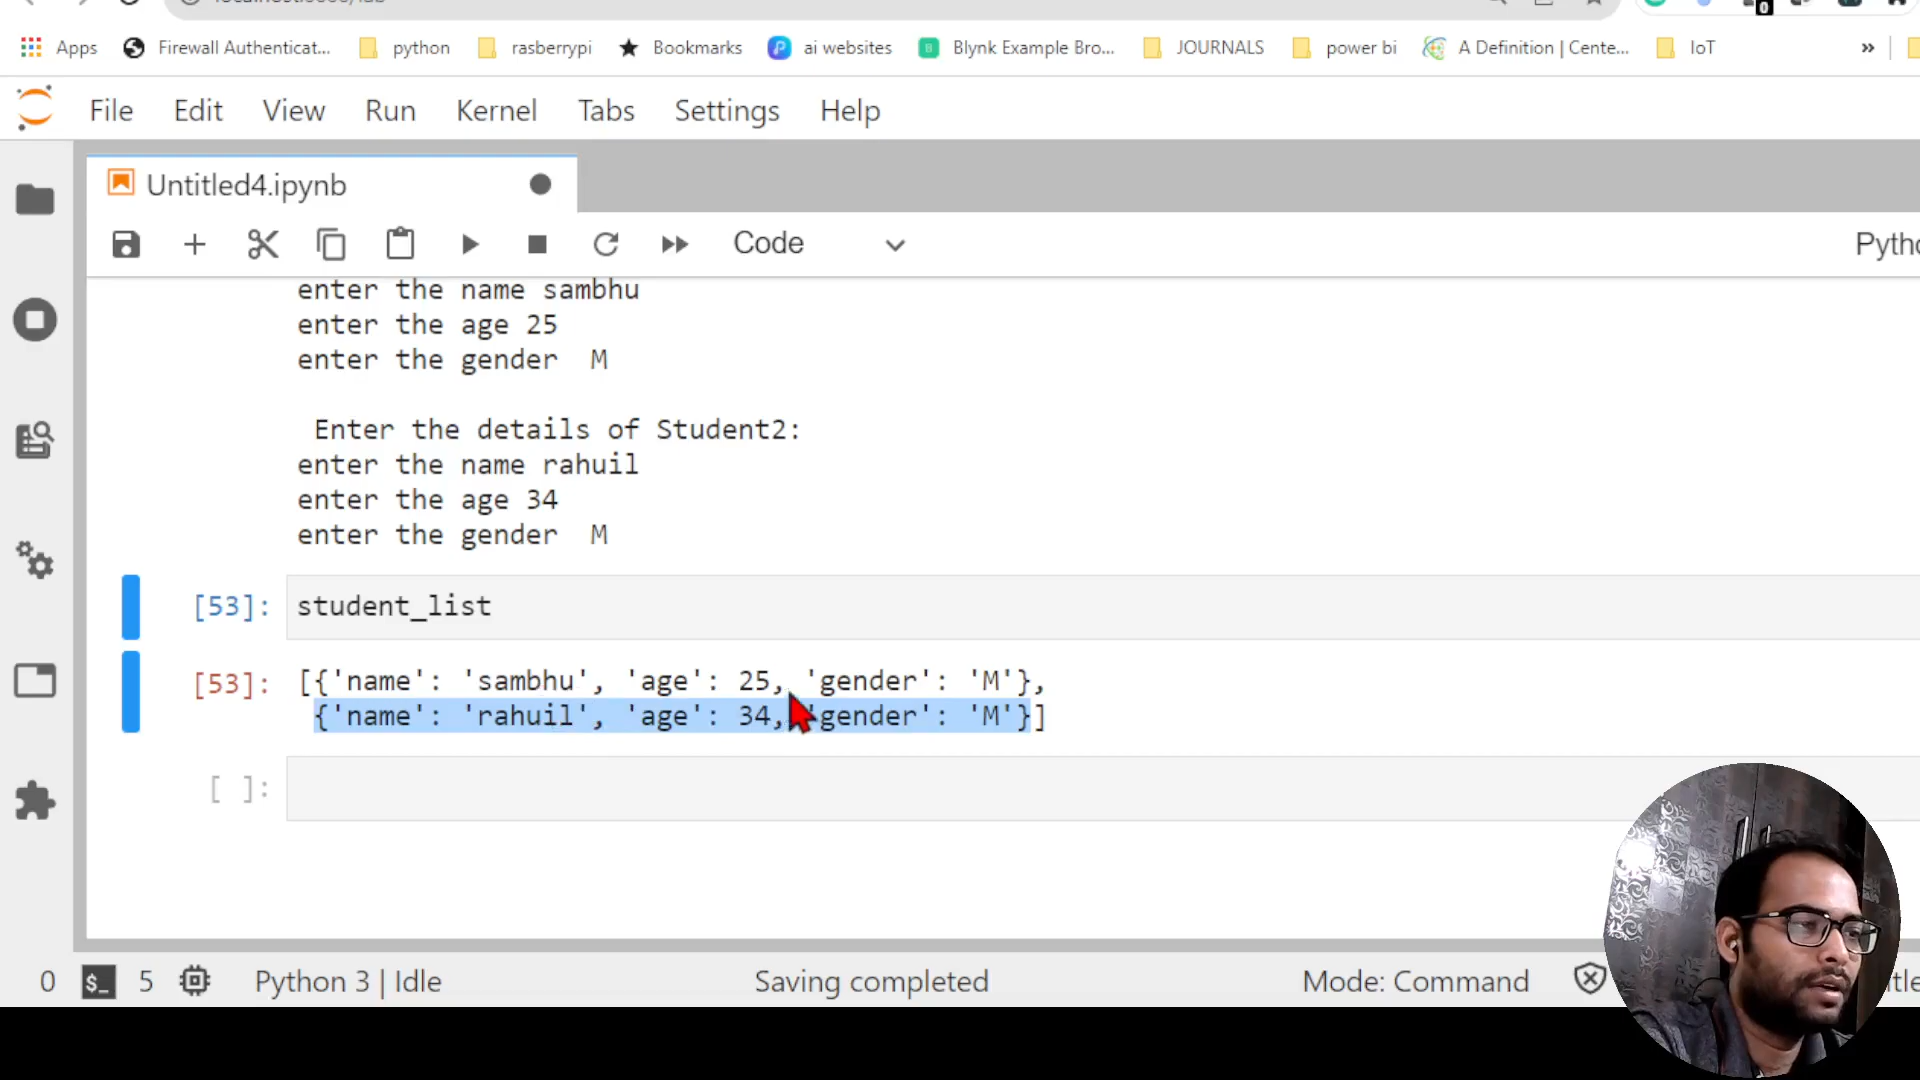 Apps Firewall Authenticat... python rasberrypi Bookmarks ai websites Blynk Example Bro... JOURNALS power bi A Definition | Cente... IoT »
File Edit View Run Kernel Tabs Settings Help
Untitled4.ipynb
Code
enter the name sambhu
enter the age 25
enter the gender  M
Enter the details of Student2:
enter the name rahuil
enter the age 34
enter the gender  M
[53]: student_list
[53]: [{'name': 'sambhu', 'age': 25, 'gender': 'M'},
{'name': 'rahuil', 'age': 34, 'gender': 'M'}]
[ ]:
0 $_ 5 Python 3 | Idle Saving completed Mode: Command